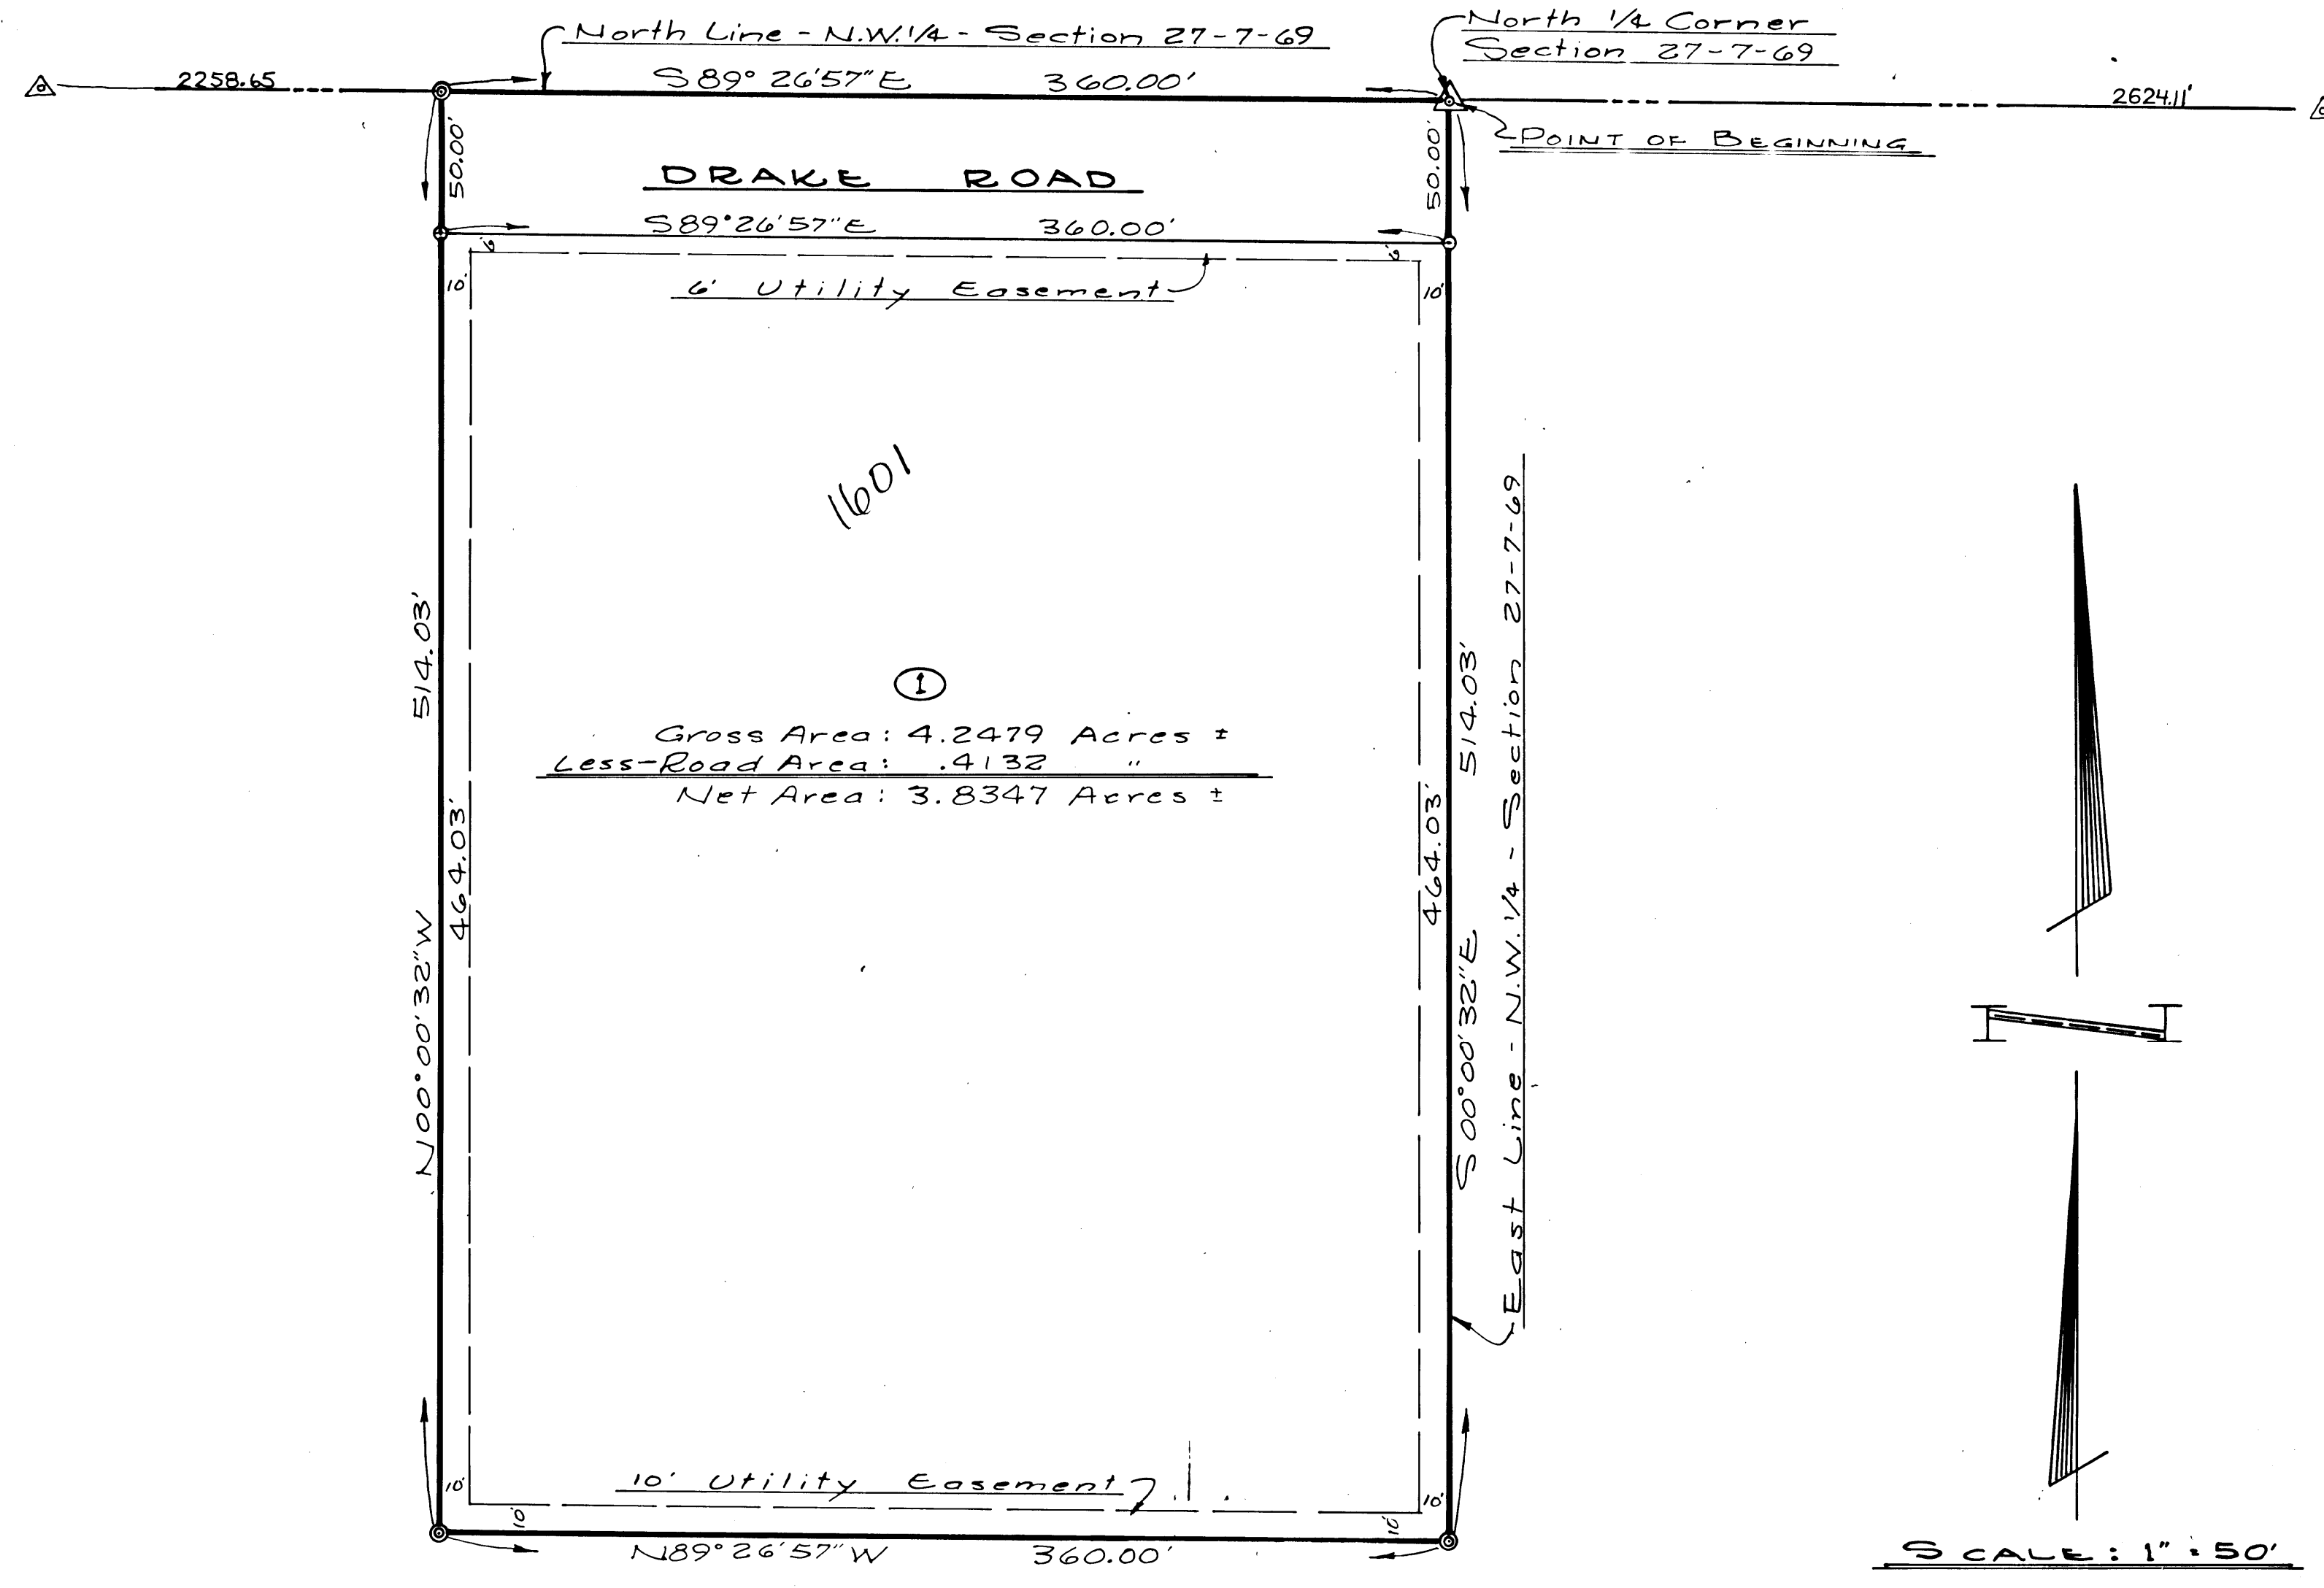 North Line - N.W.1/4 - Section 27-7-69
North 1/4 Corner
Section 27-7-69
2258.65
S89° 26'57"E 360.00'
2624.11'
POINT OF BEGINNING
50.00'
50.00'
DRAKE ROAD
S89°26'57"E 360.00'
6'
6'
10'
10'
6' Utility Easement
1601
514.03'
464.03'
N00°00'32"W
1
Gross Area: 4.2479 Acres ±
Less-Road Area: .4132 "
Net Area: 3.8347 Acres ±
464.03'
514.03'
S00°00'32"E
East Line - N.W.1/4 - Section 27-7-69
10'
10'
10' Utility Easement
10'
10'
N89°26'57"W 360.00'
SCALE: 1" = 50'